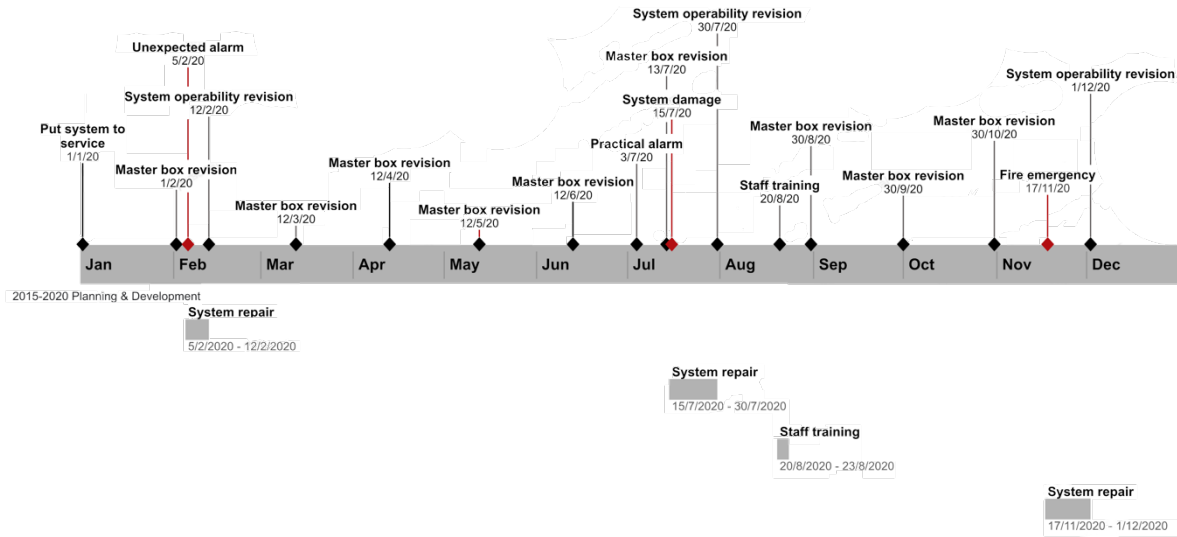 System operability revision
30/7/20
Unexpected alarm
5/2/20
Master box revision
13/7/20
System operability revision
1/12/20
System operability revision
12/2/20
System damage
15/7/20
Put system to
service
1/1/20
Master box revision
30/8/20
Master box revision
30/10/20
Practical alarm
3/7/20
Master box revision
1/2/20
Master box revision
12/4/20
Master box revision
12/6/20
Staff training
20/8/20
Master box revision
30/9/20
Fire emergency
17/11/20
Master box revision
12/3/20
Master box revision
12/5/20
Jan Feb Mar Apr May Jun Jul Aug Sep Oct Nov Dec
2015-2020 Planning & Development
System repair
5/2/2020 - 12/2/2020
System repair
15/7/2020 - 30/7/2020
Staff training
20/8/2020 - 23/8/2020
System repair
17/11/2020 - 1/12/2020